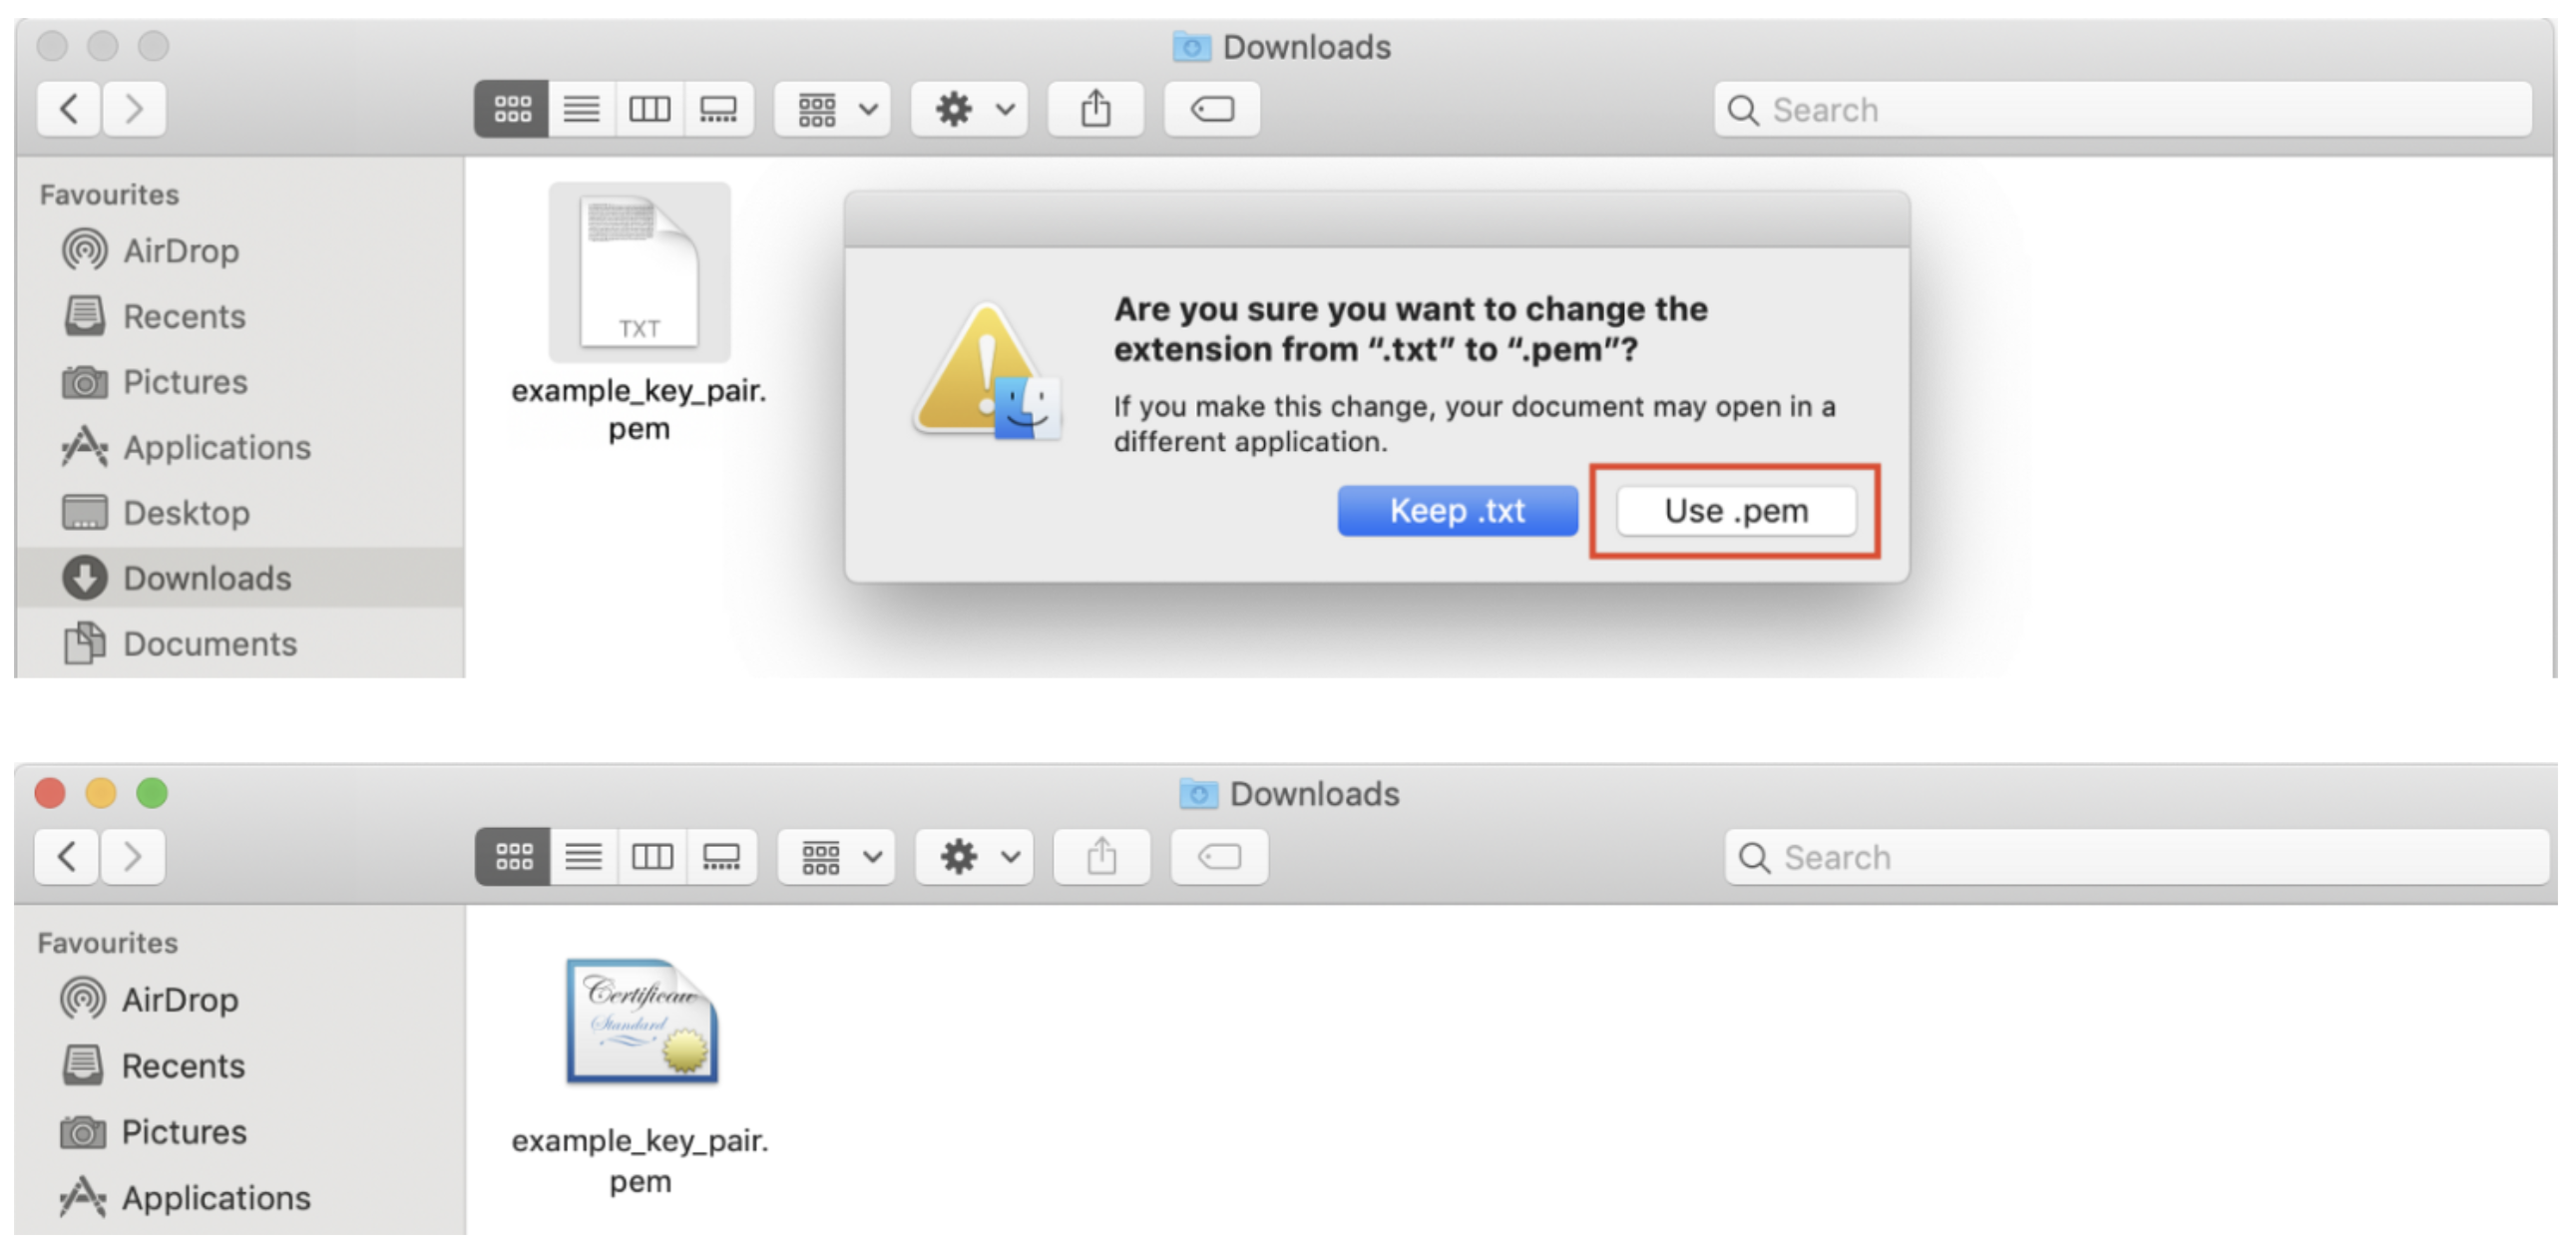 Downloads
Search
Favourites
AirDrop
Recents
Pictures
Applications
Desktop
Downloads
Documents
TXT
example_key_pair.
pem
Are you sure you want to change the
extension from “.txt” to “.pem”?
If you make this change, your document may open in a
different application.
Keep .txt
Use .pem
Downloads
Search
Favourites
AirDrop
Recents
Pictures
Applications
Standard
example_key_pair.
pem